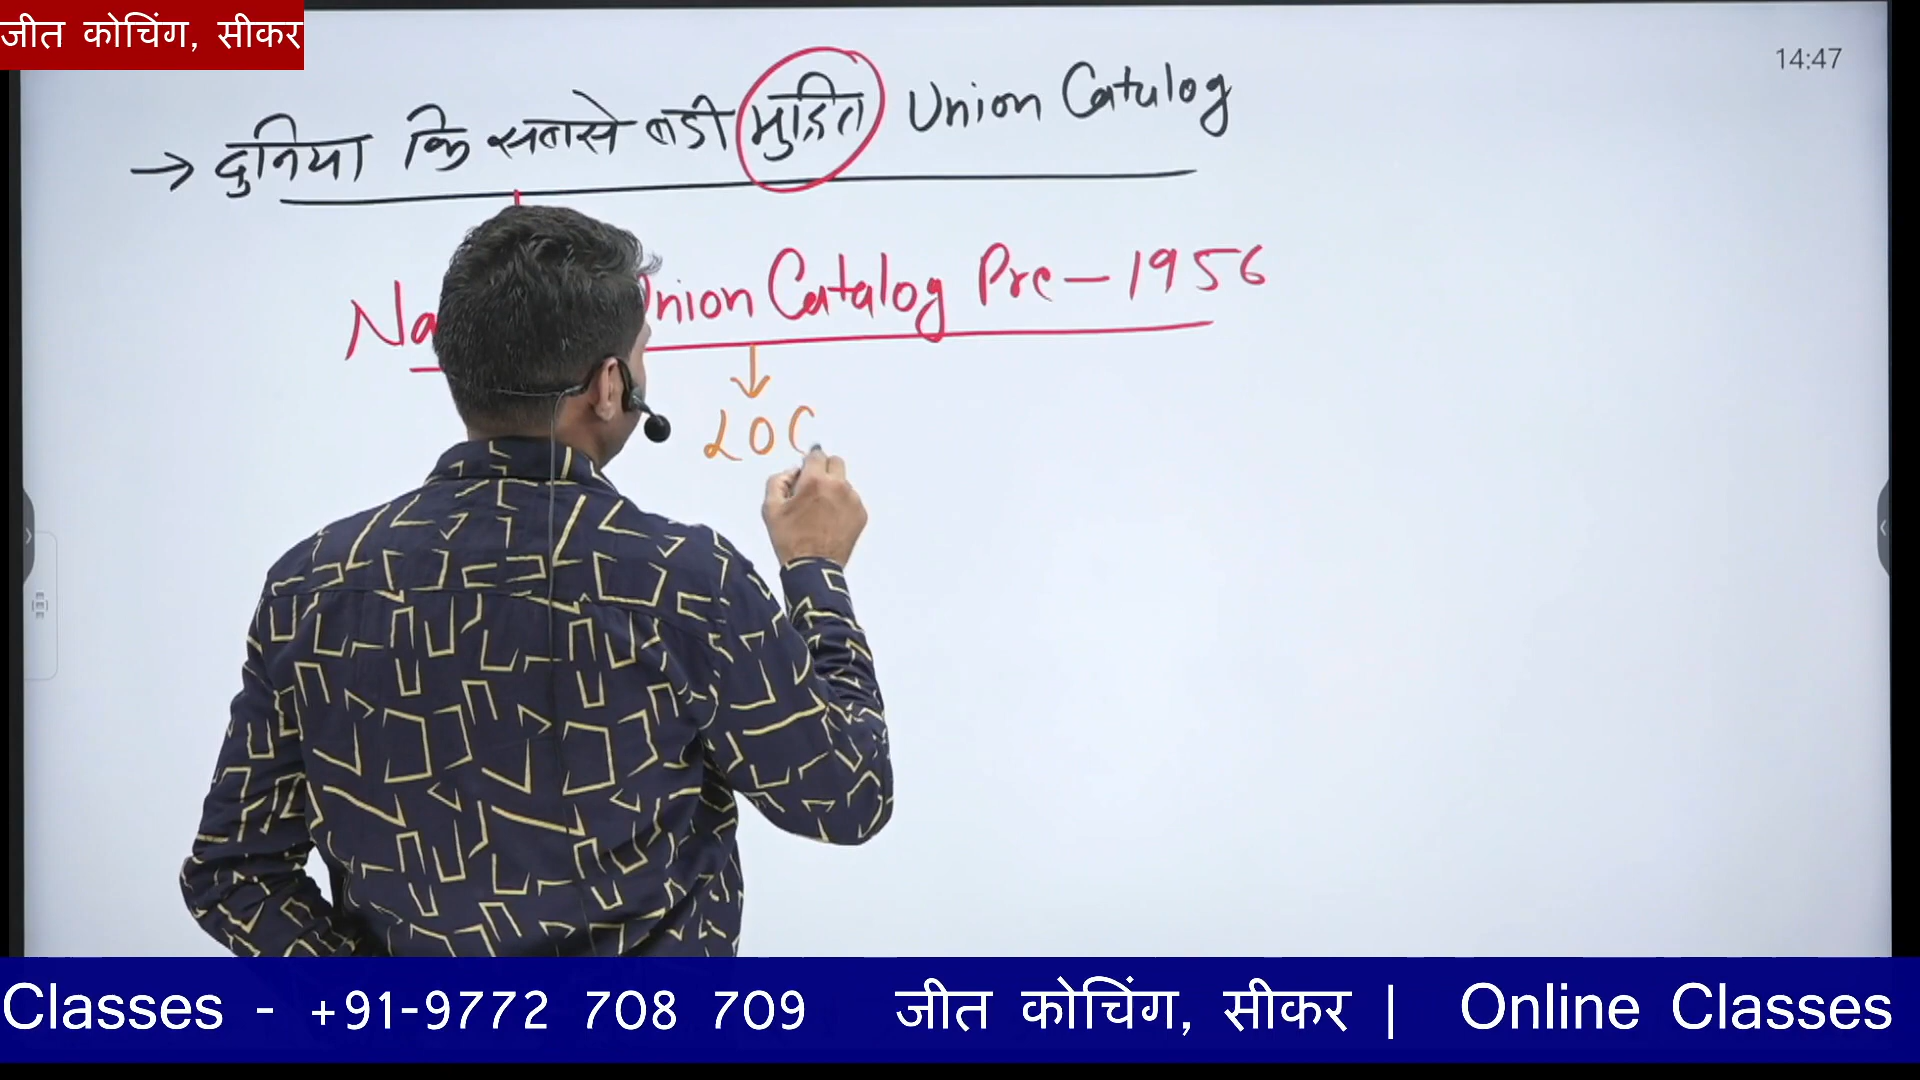 जीत कोचिंग, सीकर
14:47
→ दुनिया कि सबसे बडी मुद्रित Union Catalog
Na Union Catalog Pre - 1956
LOC
Classes - +91-9772 708 709 जीत कोचिंग, सीकर | Online Classes